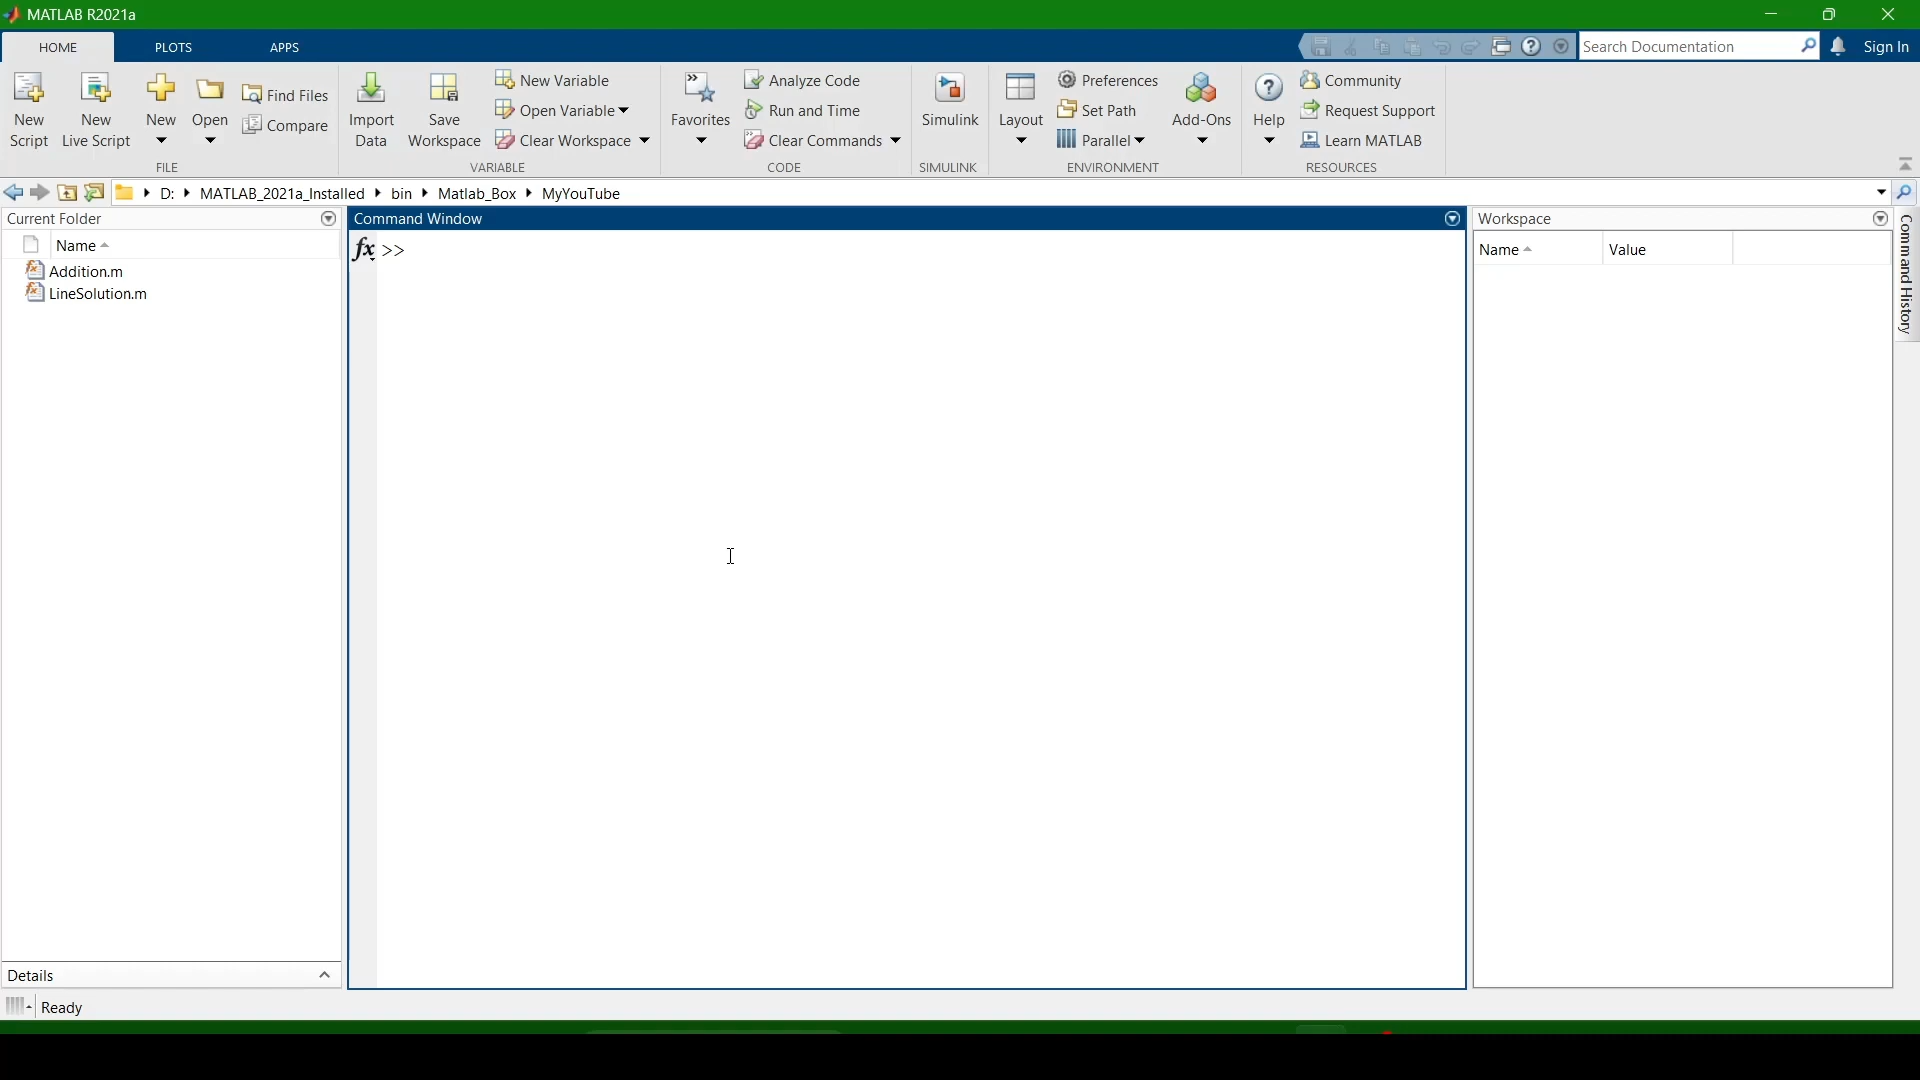 MATLAB R2021a
HOME PLOTS APPS
Search Documentation
Sign In
New Script
New Live Script
New
Open
Find Files
Compare
FILE
Import Data
Save Workspace
New Variable
Open Variable
Clear Workspace
VARIABLE
Favorites
Analyze Code
Run and Time
Clear Commands
CODE
Simulink
SIMULINK
Layout
Preferences
Set Path
Parallel
Add-Ons
ENVIRONMENT
Help
Community
Request Support
Learn MATLAB
RESOURCES
D: MATLAB_2021a_Installed bin Matlab_Box MyYouTube
Current Folder
Name
Addition.m
LineSolution.m
Details
Command Window
fx >>
Workspace
Name Value
Command History
Ready